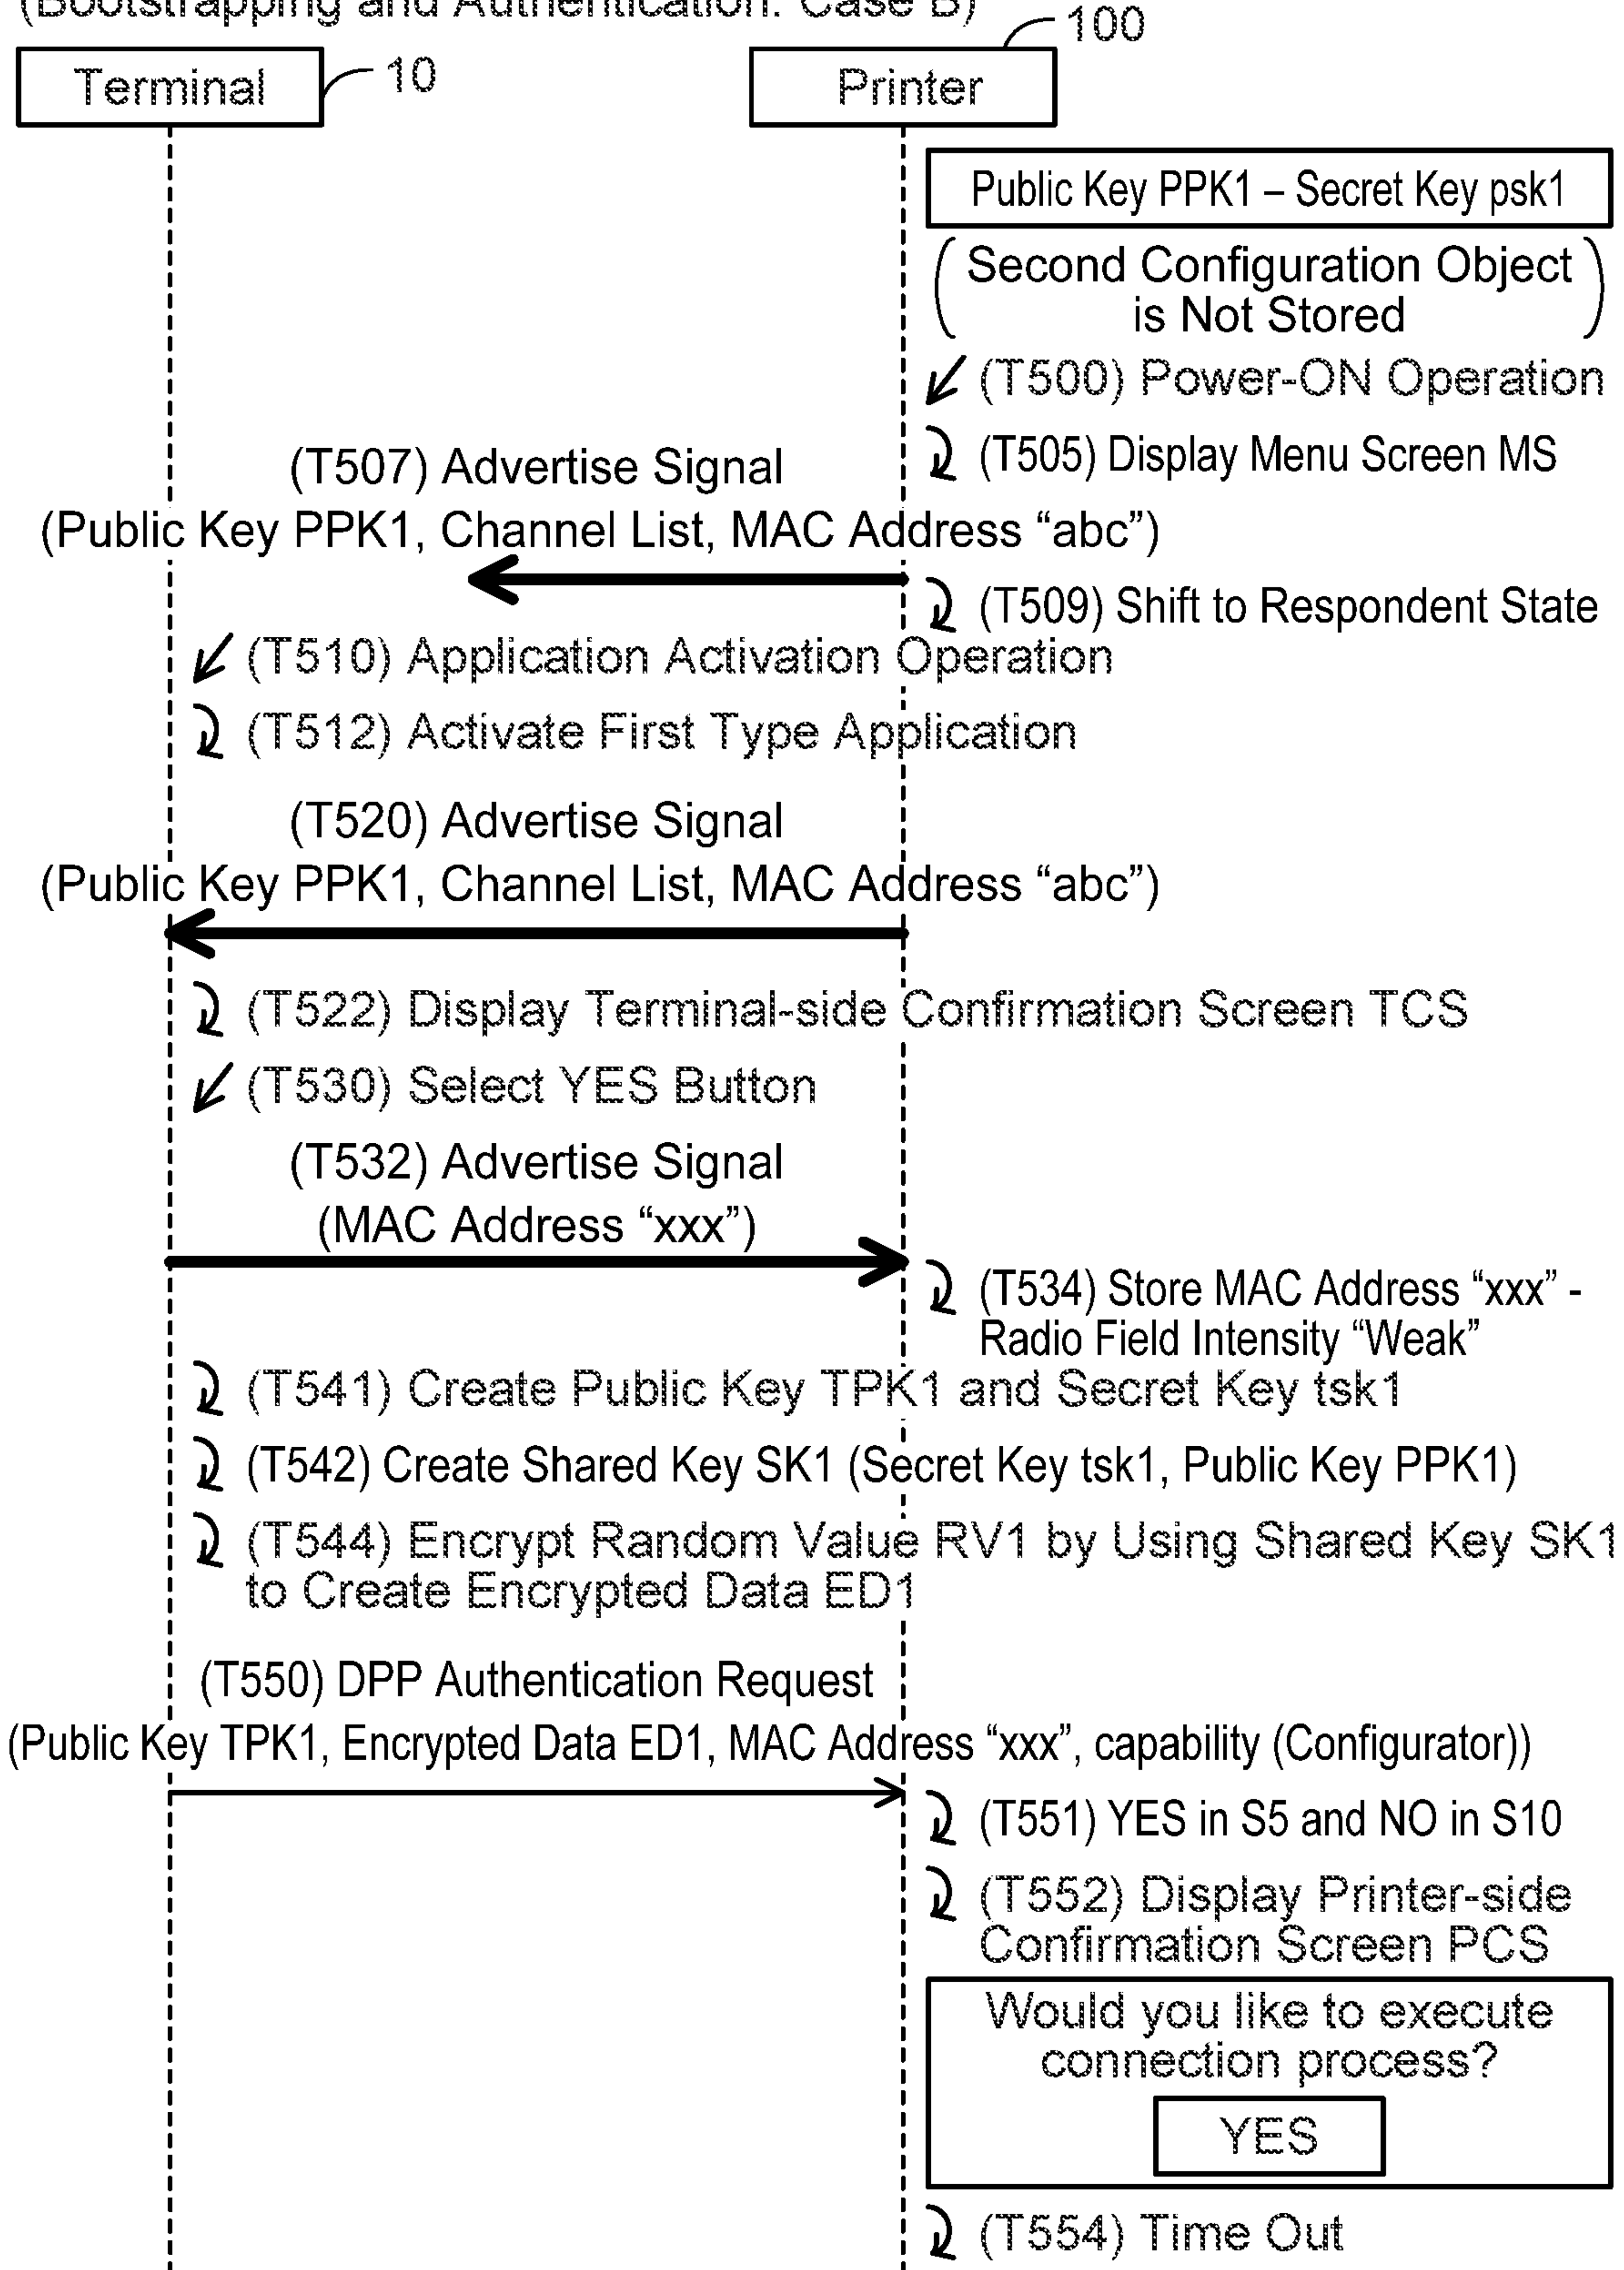 (Bootstrapping and Authentication: Case B)
100
Terminal
10
Printer
Public Key PPK1 – Secret Key psk1
(Second Configuration Object
is Not Stored)
(T500) Power-ON Operation
(T505) Display Menu Screen MS
(T507) Advertise Signal
(Public Key PPK1, Channel List, MAC Address “abc”)
(T509) Shift to Respondent State
(T510) Application Activation Operation
(T512) Activate First Type Application
(T520) Advertise Signal
(Public Key PPK1, Channel List, MAC Address “abc”)
(T522) Display Terminal-side Confirmation Screen TCS
(T530) Select YES Button
(T532) Advertise Signal
(MAC Address “xxx”)
(T534) Store MAC Address “xxx” -
Radio Field Intensity “Weak”
(T541) Create Public Key TPK1 and Secret Key tsk1
(T542) Create Shared Key SK1 (Secret Key tsk1, Public Key PPK1)
(T544) Encrypt Random Value RV1 by Using Shared Key SK1
to Create Encrypted Data ED1
(T550) DPP Authentication Request
(Public Key TPK1, Encrypted Data ED1, MAC Address “xxx”, capability (Configurator))
(T551) YES in S5 and NO in S10
(T552) Display Printer-side
Confirmation Screen PCS
Would you like to execute
connection process?
YES
(T554) Time Out